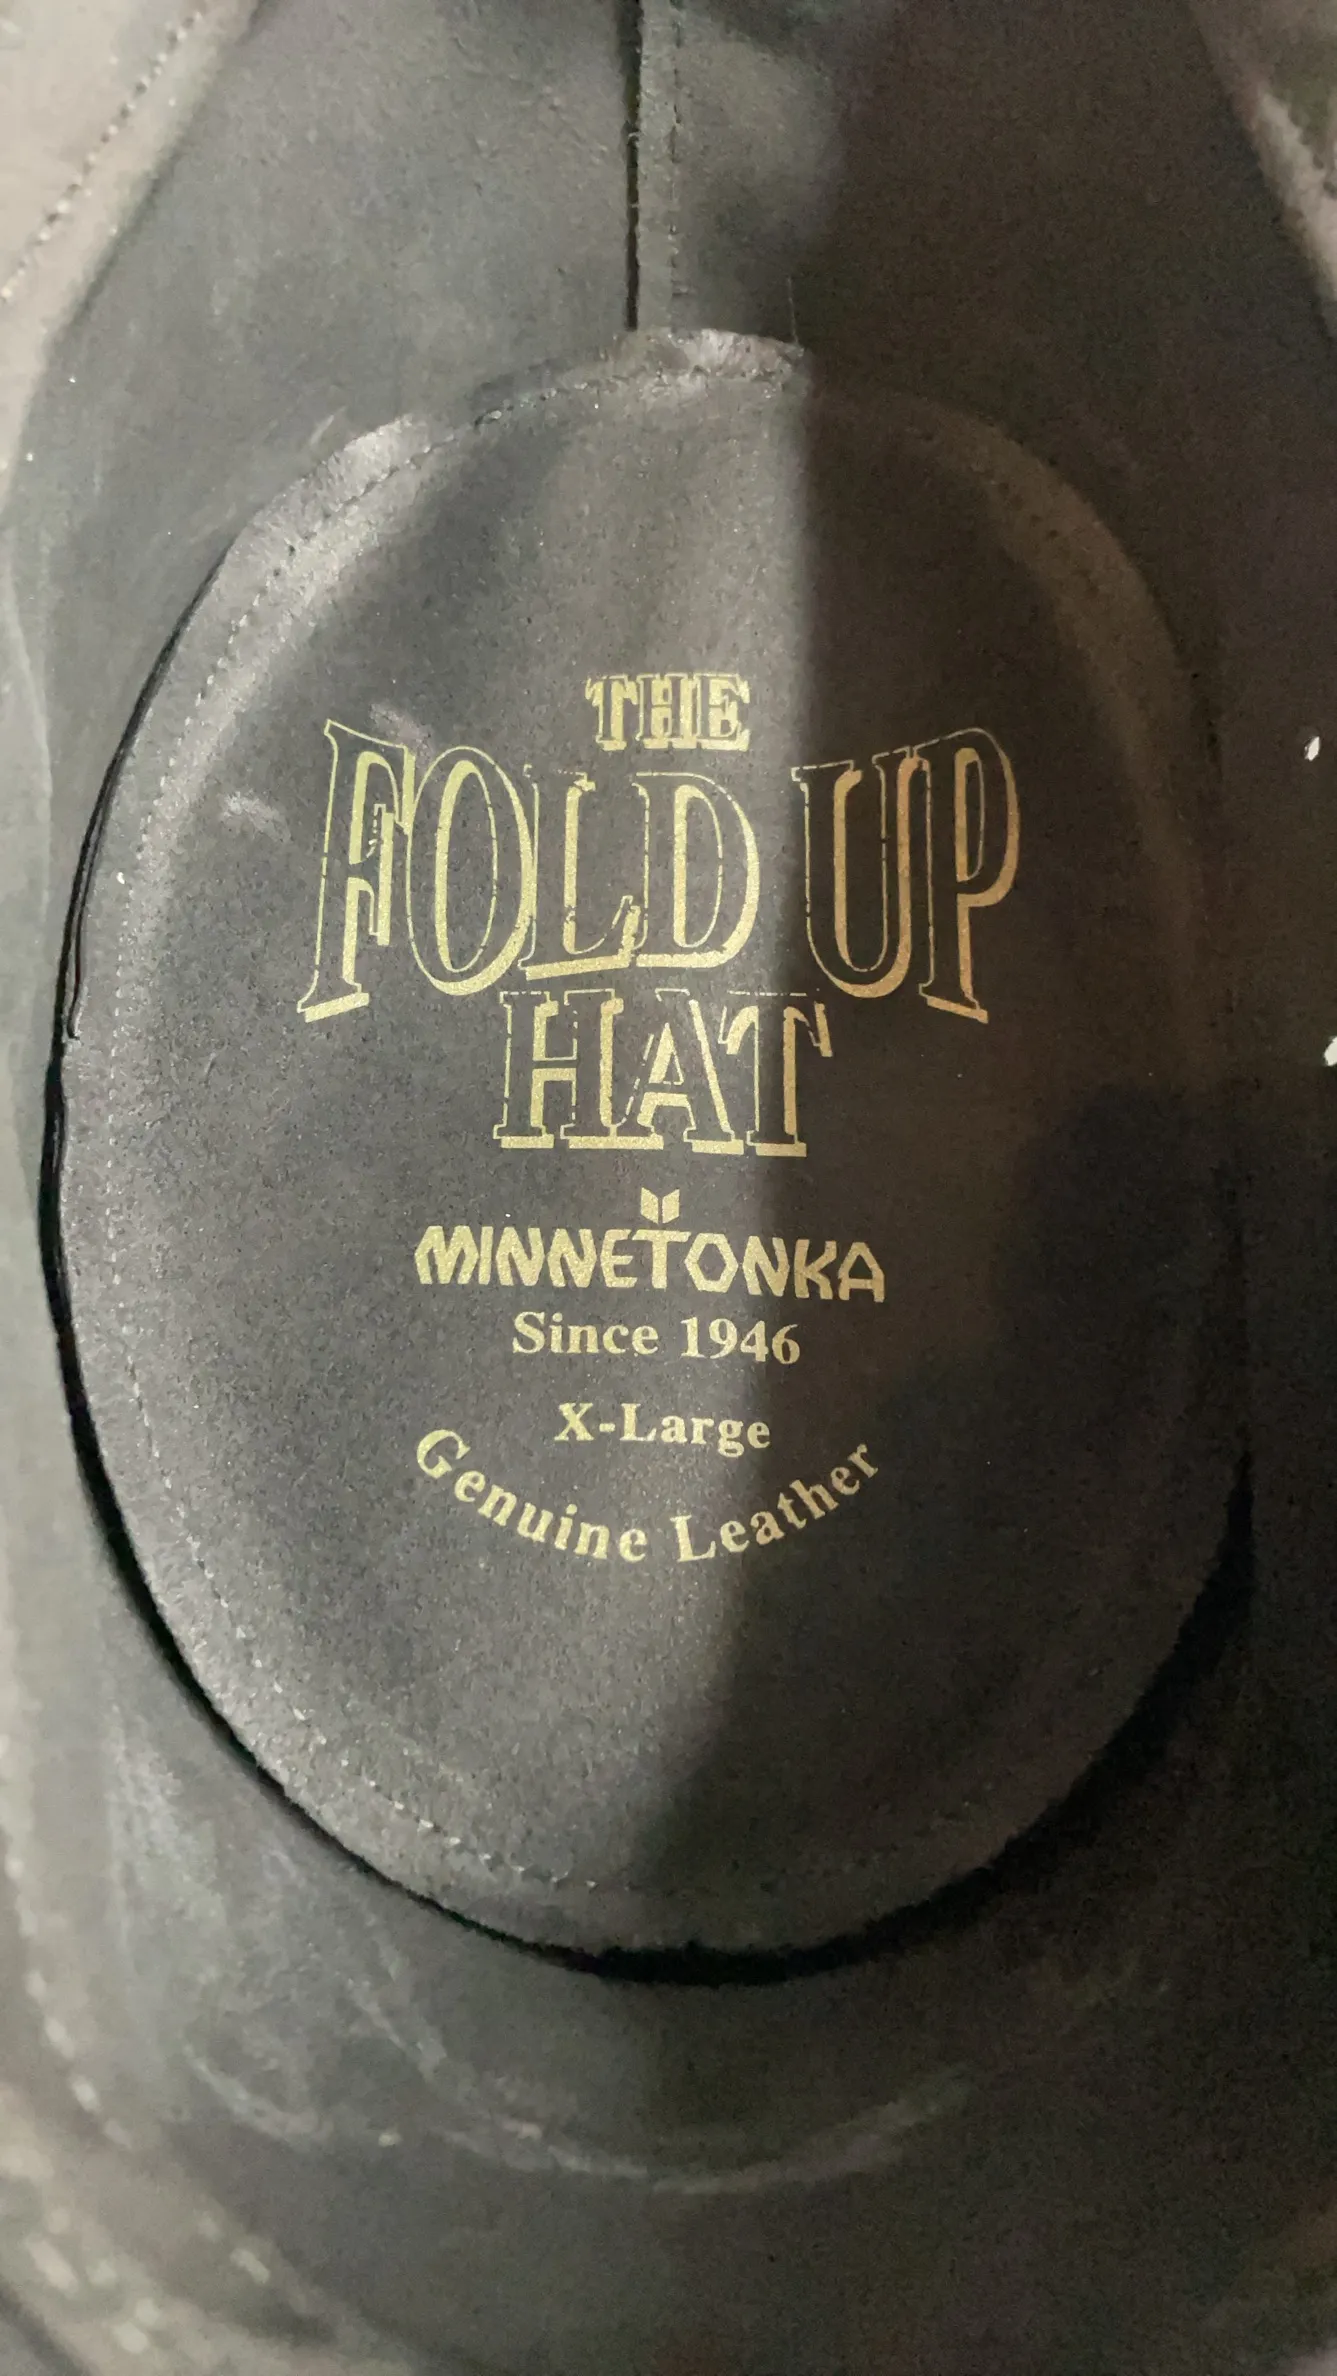 THE
FOLD UP
HAT
MINNETONKA
Since 1946
X-Large
Genuine Leather